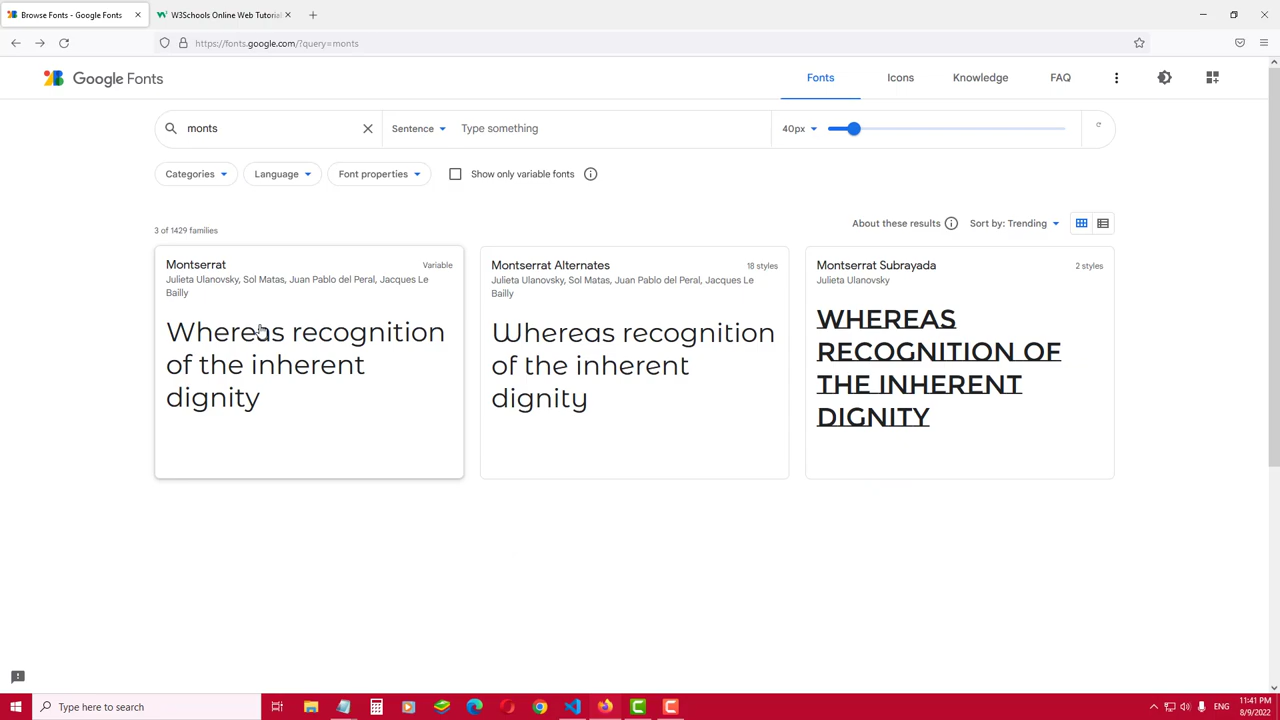 Browse Fonts - Google Fonts
W3Schools Online Web Tutorial
https://fonts.google.com/?query=monts
Google Fonts
Fonts
Icons
Knowledge
FAQ
monts
Sentence
Type something
40px
Categories
Language
Font properties
Show only variable fonts
3 of 1429 families
About these results
Sort by: Trending
Montserrat
Variable
Julieta Ulanovsky, Sol Matas, Juan Pablo del Peral, Jacques Le
Bailly
Whereas recognition
of the inherent
dignity
Montserrat Alternates
18 styles
Julieta Ulanovsky, Sol Matas, Juan Pablo del Peral, Jacques Le
Bailly
Whereas recognition
of the inherent
dignity
Montserrat Subrayada
2 styles
Julieta Ulanovsky
WHEREAS
RECOGNITION OF
THE INHERENT
DIGNITY
Type here to search
ENG
11:41 PM
8/9/2022